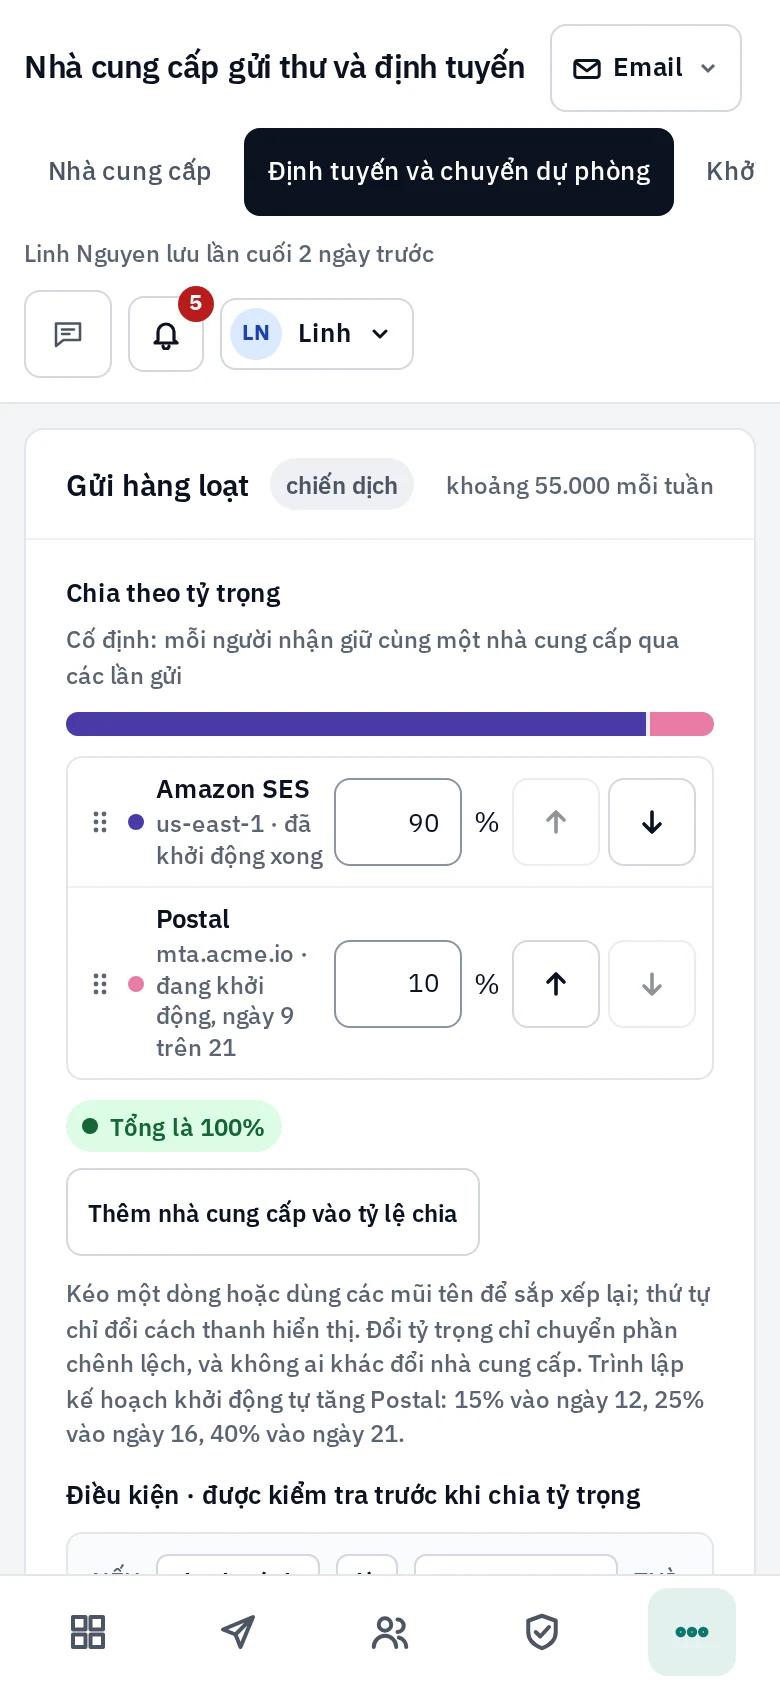 Nhà cung cấp gửi thư và định tuyến
Email
Nhà cung cấp
Định tuyến và chuyển dự phòng
Khở
Linh Nguyen lưu lần cuối 2 ngày trước
5
LN
Linh
Gửi hàng loạt
chiến dịch
khoảng 55.000 mỗi tuần
Chia theo tỷ trọng
Cố định: mỗi người nhận giữ cùng một nhà cung cấp qua
các lần gửi
Amazon SES
us-east-1 · đã
khởi động xong
90 %
Postal
mta.acme.io ·
đang khởi
động, ngày 9
trên 21
10 %
Tổng là 100%
Thêm nhà cung cấp vào tỷ lệ chia
Kéo một dòng hoặc dùng các mũi tên để sắp xếp lại; thứ tự
chỉ đổi cách thanh hiển thị. Đổi tỷ trọng chỉ chuyển phần
chênh lệch, và không ai khác đổi nhà cung cấp. Trình lập
kế hoạch khởi động tự tăng Postal: 15% vào ngày 12, 25%
vào ngày 16, 40% vào ngày 21.
Điều kiện · được kiểm tra trước khi chia tỷ trọng